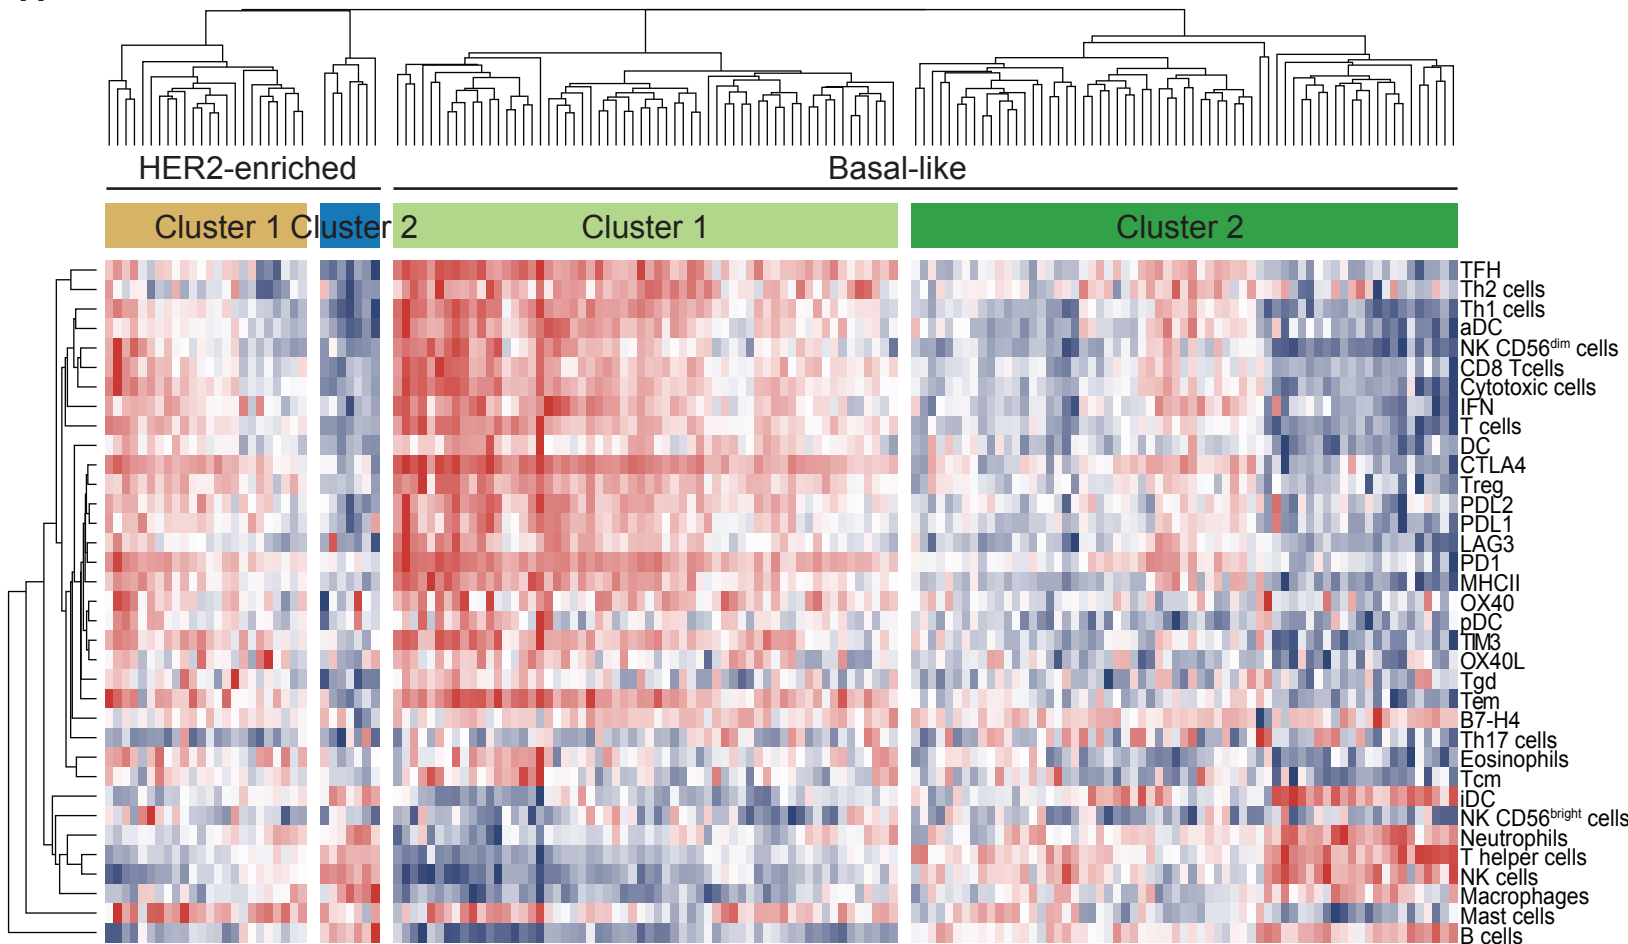 HER2-enriched Basal-like
Cluster 1 Cluster 2 Cluster 1 Cluster 2
TFH
Th2 cells
Th1 cells
aDC
NK CD56dim cells
CD8 Tcells
Cytotoxic cells
IFN
T cells
DC
CTLA4
Treg
PDL2
PDL1
LAG3
PD1
MHCII
OX40
pDC
TIM3
OX40L
Tgd
Tem
B7-H4
Th17 cells
Eosinophils
Tcm
iDC
NK CD56bright cells
Neutrophils
T helper cells
NK cells
Macrophages
Mast cells
B cells